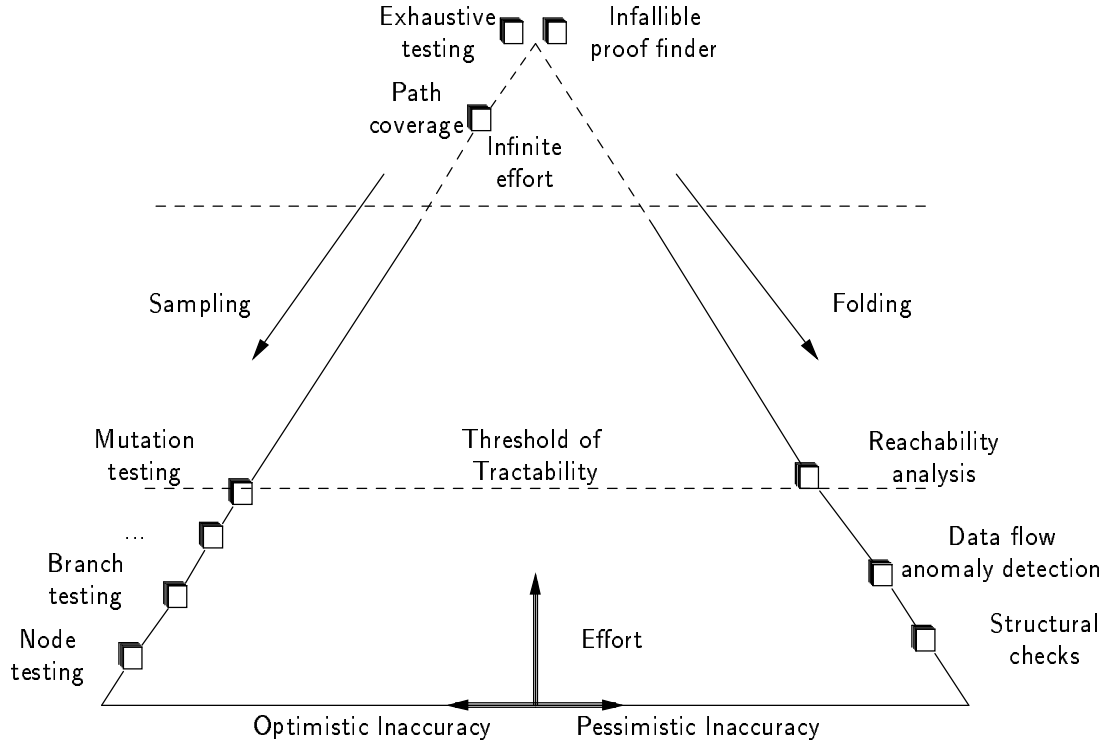 Exhaustive
testing
Infallible
proof finder
Path
coverage
Infinite
effort
Sampling
Folding
Mutation
testing
Threshold of
Tractability
Reachability
analysis
...
Branch
testing
Data flow
anomaly detection
Node
testing
Effort
Structural
checks
Optimistic Inaccuracy
Pessimistic Inaccuracy